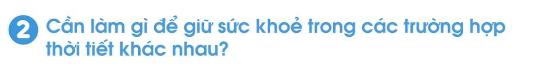 2 Cần làm gì để giữ sức khoẻ trong các trường hợp
thời tiết khác nhau?